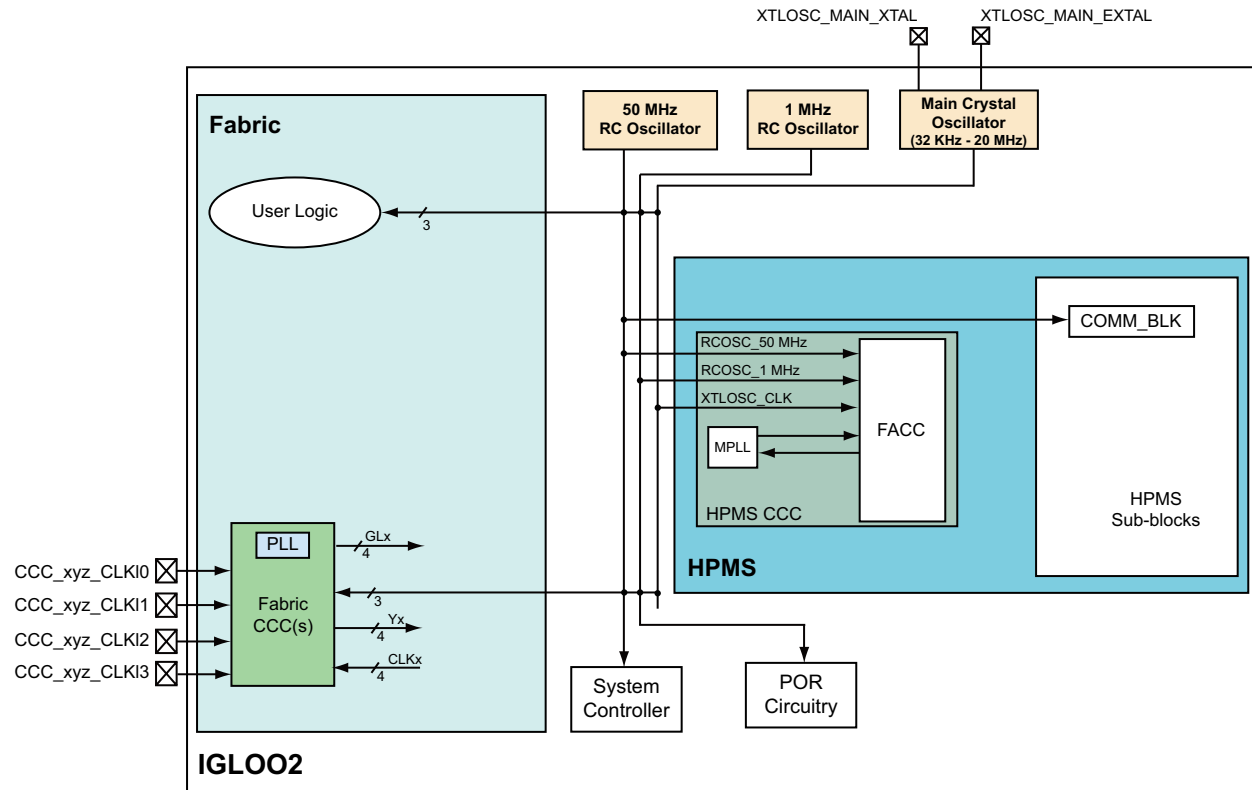 XTLOSC_MAIN_XTAL
XTLOSC_MAIN_EXTAL
Fabric
50 MHz
RC Oscillator
1 MHz
RC Oscillator
Main Crystal
Oscillator
(32 KHz - 20 MHz)
User Logic
3
COMM_BLK
RCOSC_50 MHz
RCOSC_1 MHz
XTLOSC_CLK
FACC
MPLL
HPMS CCC
HPMS
Sub-blocks
HPMS
PLL
GLx
4
CCC_xyz_CLKI0
CCC_xyz_CLKI1
CCC_xyz_CLKI2
CCC_xyz_CLKI3
Fabric
CCC(s)
3
Yx
4
CLKx
4
System
Controller
POR
Circuitry
IGLOO2